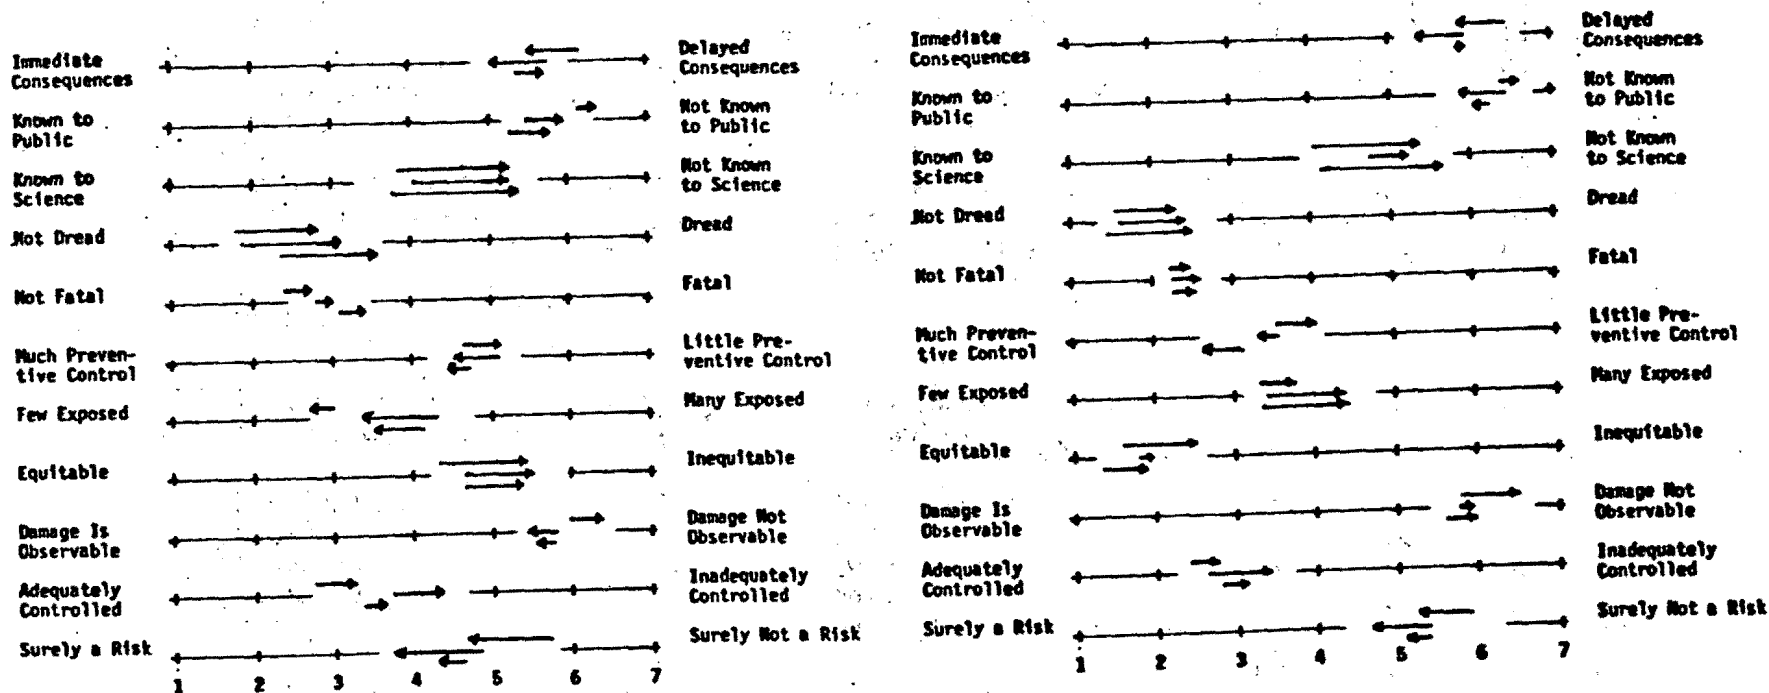 Immediate
Consequences
Delayed
Consequences
Known to
Public
Not Known
to Public
Known to
Science
Not Known
to Science
Not Dread
Dread
Not Fatal
Fatal
Much Preven-
tive Control
Little Pre-
ventive Control
Few Exposed
Many Exposed
Equitable
Inequitable
Damage Is
Observable
Damage Not
Observable
Adequately
Controlled
Inadequately
Controlled
Surely a Risk
Surely Not a Risk
1 2 3 4 5 6 7
Immediate
Consequences
Delayed
Consequences
Known to
Public
Not Known
to Public
Known to
Science
Not Known
to Science
Not Dread
Dread
Not Fatal
Fatal
Much Preven-
tive Control
Little Pre-
ventive Control
Few Exposed
Many Exposed
Equitable
Inequitable
Damage Is
Observable
Damage Not
Observable
Adequately
Controlled
Inadequately
Controlled
Surely a Risk
Surely Not a Risk
1 2 3 4 5 6 7